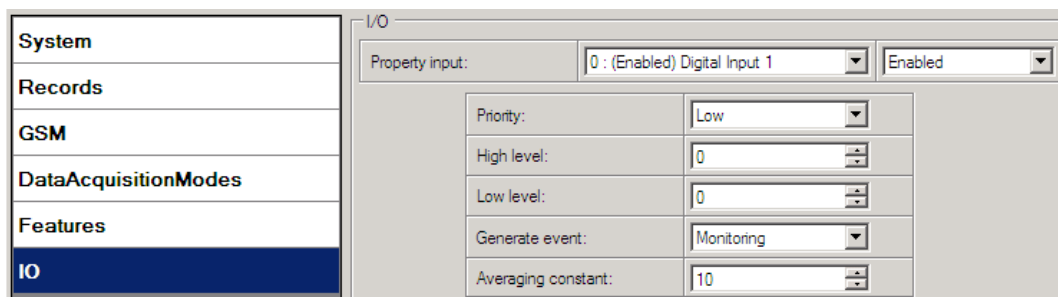 System
Records
GSM
DataAcquisitionModes
Features
IO
I/O
Property input: 0 : (Enabled) Digital Input 1 Enabled
Priority: Low
High level: 0
Low level: 0
Generate event: Monitoring
Averaging constant: 10